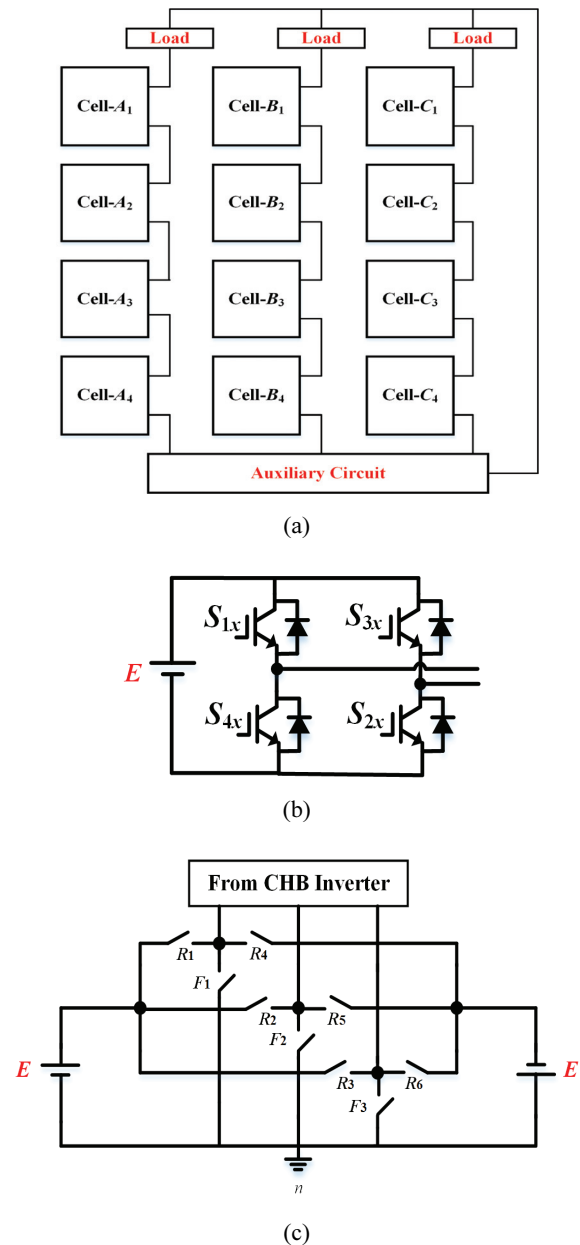 Load Load Load
Cell-A1 Cell-B1 Cell-C1
Cell-A2 Cell-B2 Cell-C2
Cell-A3 Cell-B3 Cell-C3
Cell-A4 Cell-B4 Cell-C4
Auxiliary Circuit
(a)
S1x S3x
E
S4x S2x
(b)
From CHB Inverter
R1 R4
F1
R2 R5
F2
E R3 R6 E
F3
n
(c)